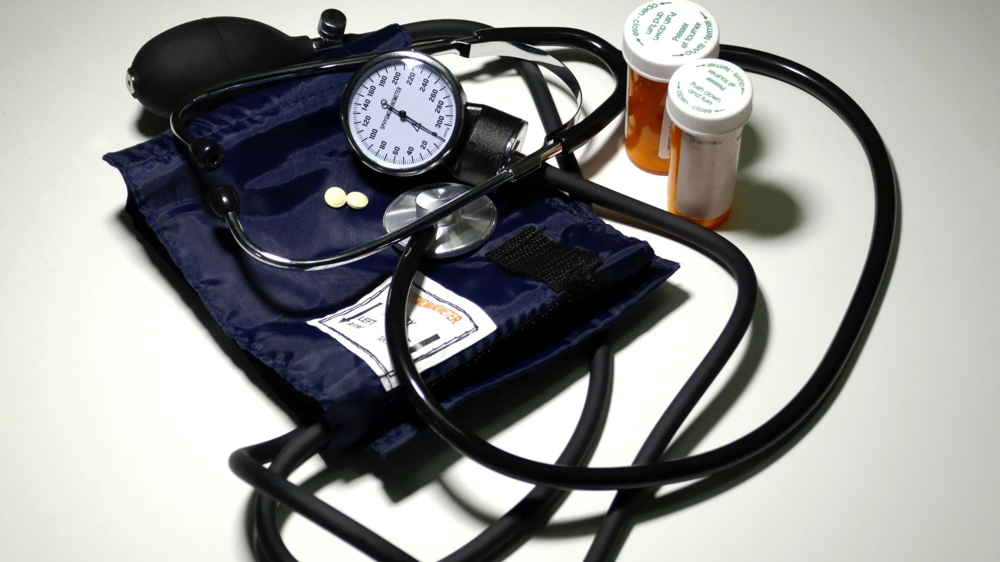 open - close
Push down
and turn
Presser
et tourner
ouvrir - fermer
ouvrir - fermer
Presser
et tourner
Push down
and turn
open - close
pharmacy
20
40
60
80
100
120
140
160
180
200
220
240
260
280
300
mmHg
LEFT
ARM